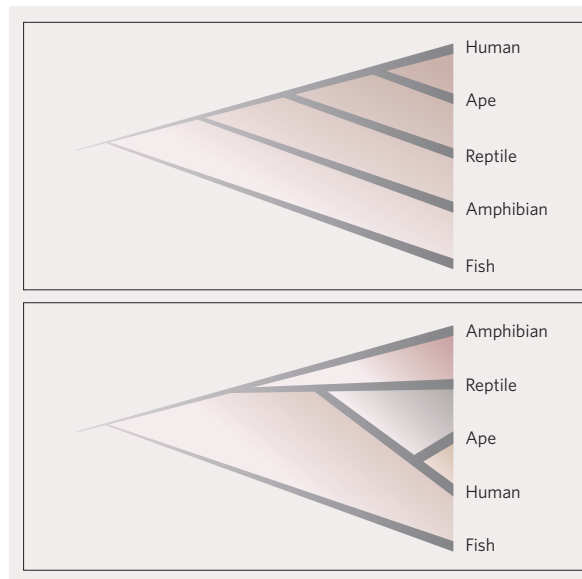 Human
Ape
Reptile
Amphibian
Fish
Amphibian
Reptile
Ape
Human
Fish